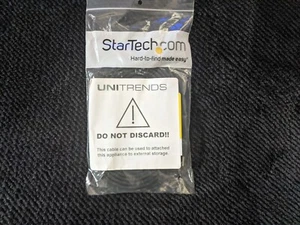 StarTech.com
Hard-to-find made easy
UNITRENDS
DO NOT DISCARD!!
This cable can be used to attached
this appliance to external storage.